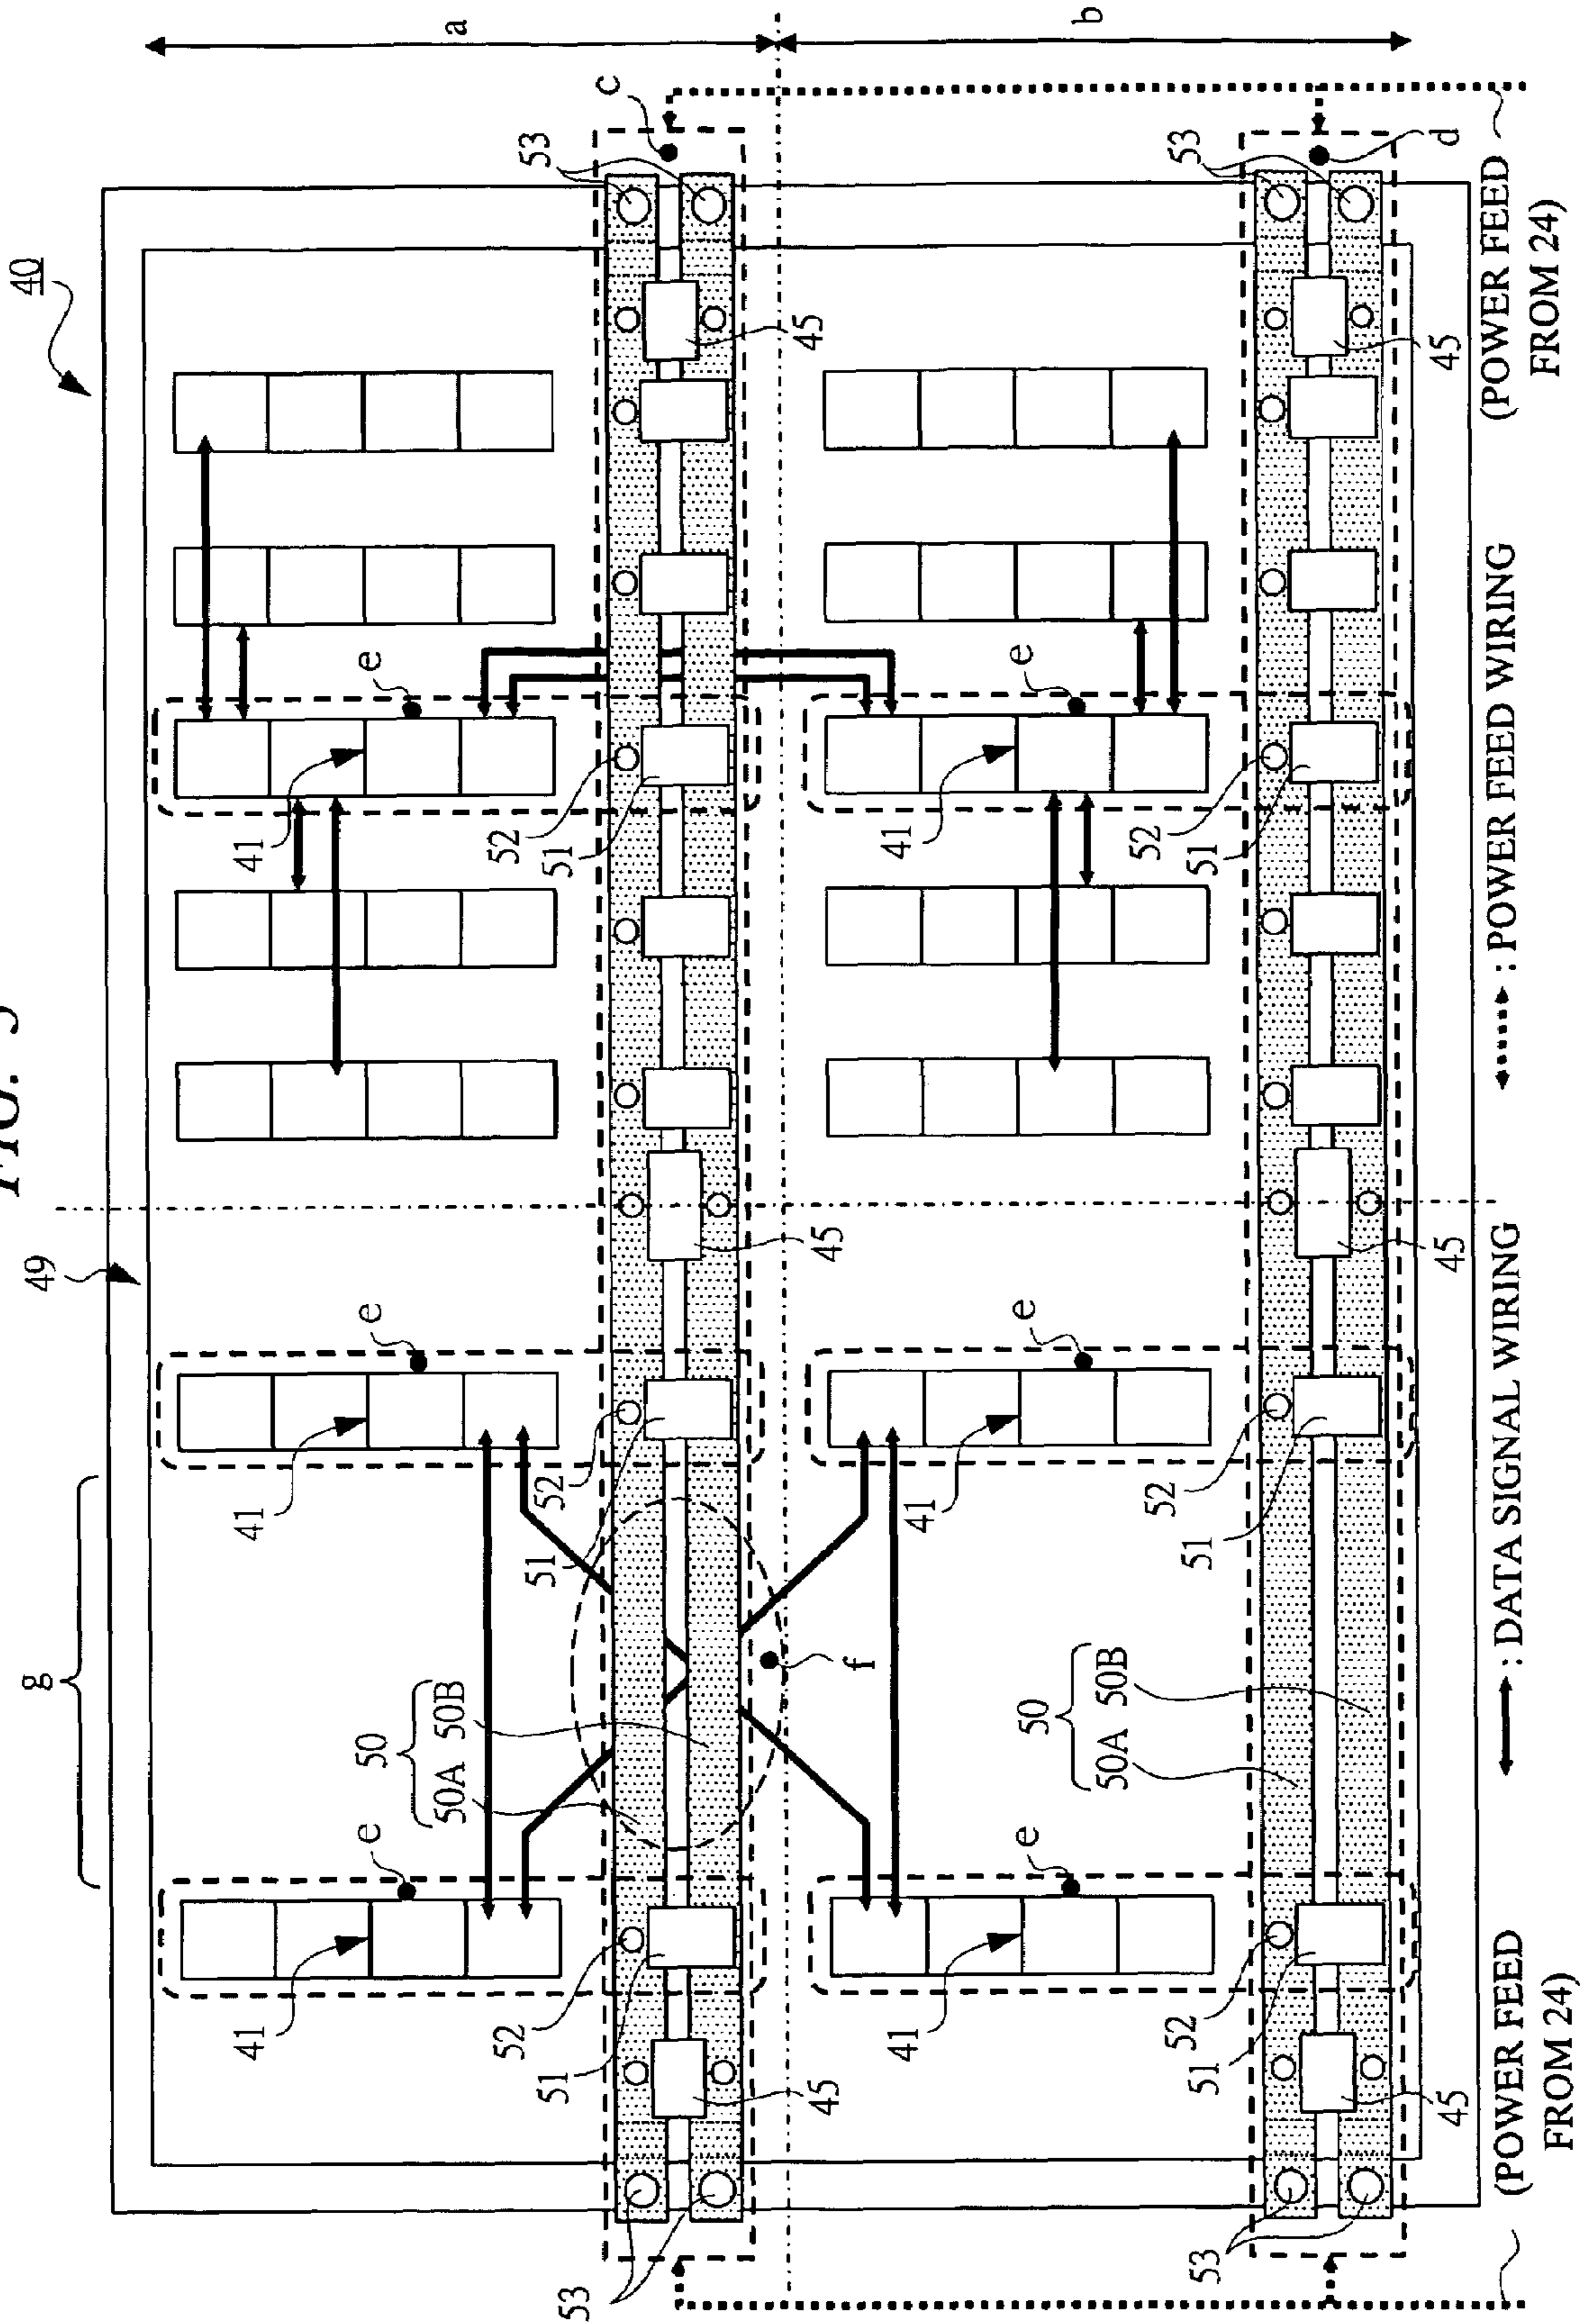 FIG.
40
g
49
41
41
41
e
50
e
e
50A 50B
a
52
52
52
53
53
51
51
51
c
45
45
45
f
41
41
41
e
50
e
e
50A 50B
b
52
52
52
53
53
51
51
51
45
45
45
d
(POWER FEED
FROM 24)
: DATA SIGNAL WIRING
: POWER FEED WIRING
(POWER FEED
FROM 24)